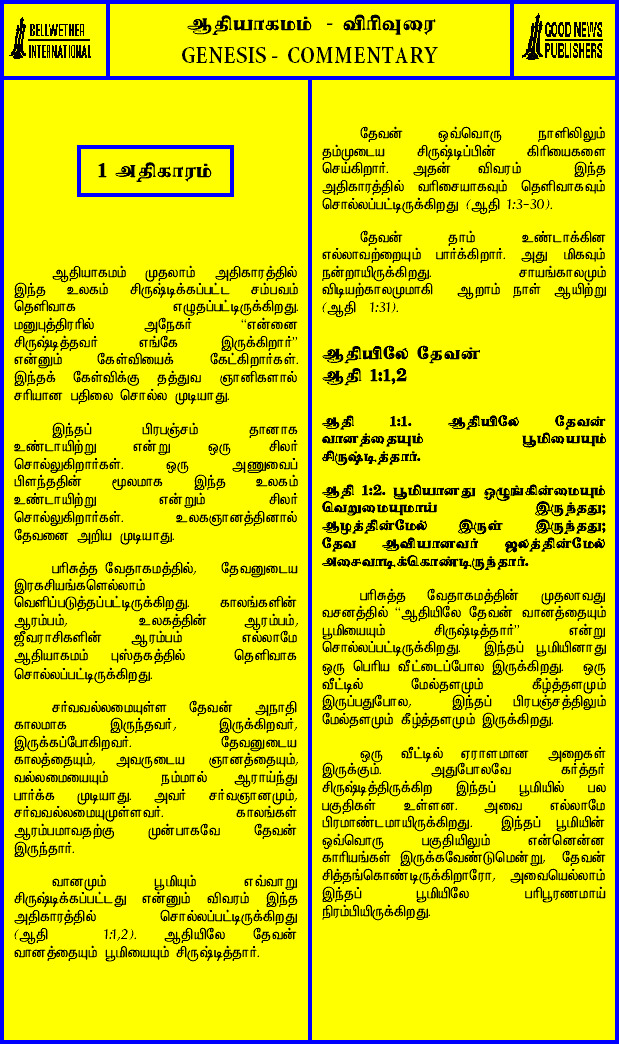 BELLWETHER
INTERNATIONAL
ஆதியாகமம் - விரிவுரை
GENESIS - COMMENTARY
GOOD NEWS
PUBLISHERS
1 அதிகாரம்
ஆதியாகமம் முதலாம் அதிகாரத்தில்
இந்த உலகம் சிருஷ்டிக்கப்பட்ட சம்பவம்
தெளிவாக எழுதப்பட்டிருக்கிறது.
மனுபுத்திரரில் அநேகர் “என்னை
சிருஷ்டித்தவர் எங்கே இருக்கிறார்”
என்னும் கேள்வியைக் கேட்கிறார்கள்.
இந்தக் கேள்விக்கு தத்துவ ஞானிகளால்
சரியான பதிலை சொல்ல முடியாது.
இந்தப் பிரபஞ்சம் தானாக
உண்டாயிற்று என்று ஒரு சிலர்
சொல்லுகிறார்கள். ஒரு அணுவைப்
பிளந்ததின் மூலமாக இந்த உலகம்
உண்டாயிற்று என்றும் சிலர்
சொல்லுகிறார்கள். உலகஞானத்தினால்
தேவனை அறிய முடியாது.
பரிசுத்த வேதாகமத்தில், தேவனுடைய
இரகசியங்களெல்லாம்
வெளிப்படுத்தப்பட்டிருக்கிறது. காலங்களின்
ஆரம்பம், உலகத்தின் ஆரம்பம்,
ஜீவராசிகளின் ஆரம்பம் எல்லாமே
ஆதியாகமம் புஸ்தகத்தில் தெளிவாக
சொல்லப்பட்டிருக்கிறது.
சர்வவல்லமையுள்ள தேவன் அநாதி
காலமாக இருந்தவர், இருக்கிறவர்,
இருக்கப்போகிறவர். தேவனுடைய
காலத்தையும், அவருடைய ஞானத்தையும்,
வல்லமையையும் நம்மால் ஆராய்ந்து
பார்க்க முடியாது. அவர் சர்வஞானமும்,
சர்வவல்லமையுமுள்ளவர். காலங்கள்
ஆரம்பமாவதற்கு முன்பாகவே தேவன்
இருந்தார்.
வானமும் பூமியும் எவ்வாறு
சிருஷ்டிக்கப்பட்டது என்னும் விவரம் இந்த
அதிகாரத்தில் சொல்லப்பட்டிருக்கிறது
(ஆதி 1:1,2). ஆதியிலே தேவன்
வானத்தையும் பூமியையும் சிருஷ்டித்தார்.
தேவன் ஒவ்வொரு நாளிலிலும்
தம்முடைய சிருஷ்டிப்பின் கிரியைகளை
செய்கிறார். அதன் விவரம் இந்த
அதிகாரத்தில் வரிசையாகவும் தெளிவாகவும்
சொல்லப்பட்டிருக்கிறது (ஆதி 1:3-30).
தேவன் தாம் உண்டாக்கின
எல்லாவற்றையும் பார்க்கிறார். அது மிகவும்
நன்றாயிருக்கிறது. சாயங்காலமும்
விடியற்காலமுமாகி ஆறாம் நாள் ஆயிற்று
(ஆதி 1:31).
ஆதியிலே தேவன்
ஆதி 1:1,2
ஆதி 1:1. ஆதியிலே தேவன்
வானத்தையும் பூமியையும்
சிருஷ்டித்தார்.
ஆதி 1:2. பூமியானது ஒழுங்கின்மையும்
வெறுமையுமாய் இருந்தது;
ஆழத்தின்மேல் இருள் இருந்தது;
தேவ ஆவியானவர் ஜலத்தின்மேல்
அசைவாடிக்கொண்டிருந்தார்.
பரிசுத்த வேதாகமத்தின் முதலாவது
வசனத்தில் “ஆதியிலே தேவன் வானத்தையும்
பூமியையும் சிருஷ்டித்தார்” என்று
சொல்லப்பட்டிருக்கிறது. இந்தப் பூமியினாது
ஒரு பெரிய வீட்டைப்போல இருக்கிறது. ஒரு
வீட்டில் மேல்தளமும் கீழ்த்தளமும்
இருப்பதுபோல, இந்தப் பிரபஞ்சத்திலும்
மேல்தளமும் கீழ்த்தளமும் இருக்கிறது.
ஒரு வீட்டில் ஏராளமான அறைகள்
இருக்கும். அதுபோலவே கர்த்தர்
சிருஷ்டித்திருக்கிற இந்தப் பூமியில் பல
பகுதிகள் உள்ளன. அவை எல்லாமே
பிரமாண்டமாயிருக்கிறது. இந்தப் பூமியின்
ஒவ்வொரு பகுதியிலும் என்னென்ன
காரியங்கள் இருக்கவேண்டுமென்று, தேவன்
சித்தங்கொண்டிருக்கிறாரோ, அவையெல்லாம்
இந்தப் பூமியிலே பரிபூரணமாய்
நிரம்பியிருக்கிறது.